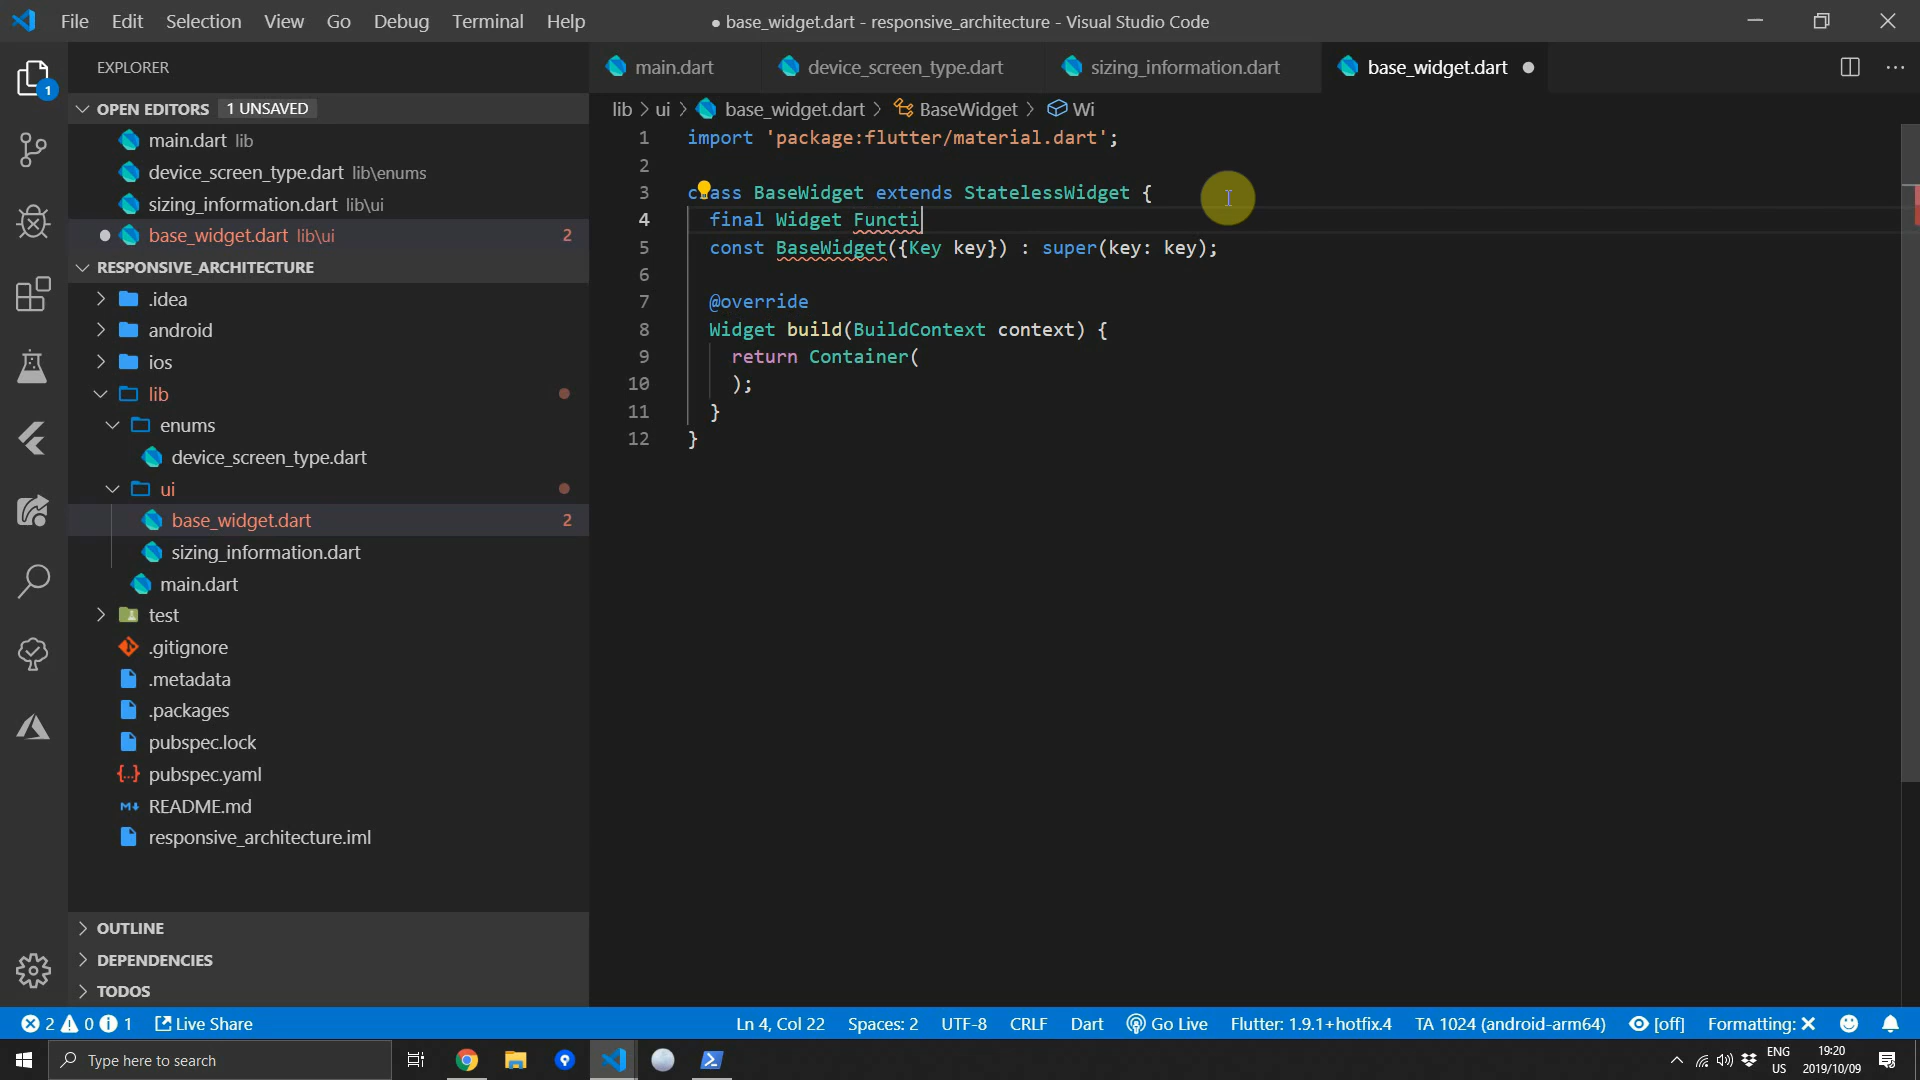 File Edit Selection View Go Debug Terminal Help
● base_widget.dart - responsive_architecture - Visual Studio Code
EXPLORER
main.dart device_screen_type.dart sizing_information.dart base_widget.dart
OPEN EDITORS 1 UNSAVED
main.dart lib
device_screen_type.dart lib\enums
sizing_information.dart lib\ui
base_widget.dart lib\ui 2
RESPONSIVE_ARCHITECTURE
.idea
android
ios
lib
enums
device_screen_type.dart
ui
base_widget.dart 2
sizing_information.dart
main.dart
test
.gitignore
.metadata
.packages
pubspec.lock
pubspec.yaml
README.md
responsive_architecture.iml
OUTLINE
DEPENDENCIES
TODOS
1
lib > ui > base_widget.dart > BaseWidget > Wi
1 import 'package:flutter/material.dart';
2
3 class BaseWidget extends StatelessWidget {
4 final Widget Functi
5 const BaseWidget({Key key}) : super(key: key);
6
7 @override
8 Widget build(BuildContext context) {
9 return Container(
10 );
11 }
12 }
2 0 1 Live Share
Ln 4, Col 22 Spaces: 2 UTF-8 CRLF Dart Go Live Flutter: 1.9.1+hotfix.4 TA 1024 (android-arm64) [off] Formatting: ✕
Type here to search
ENG
US
19:20
2019/10/09